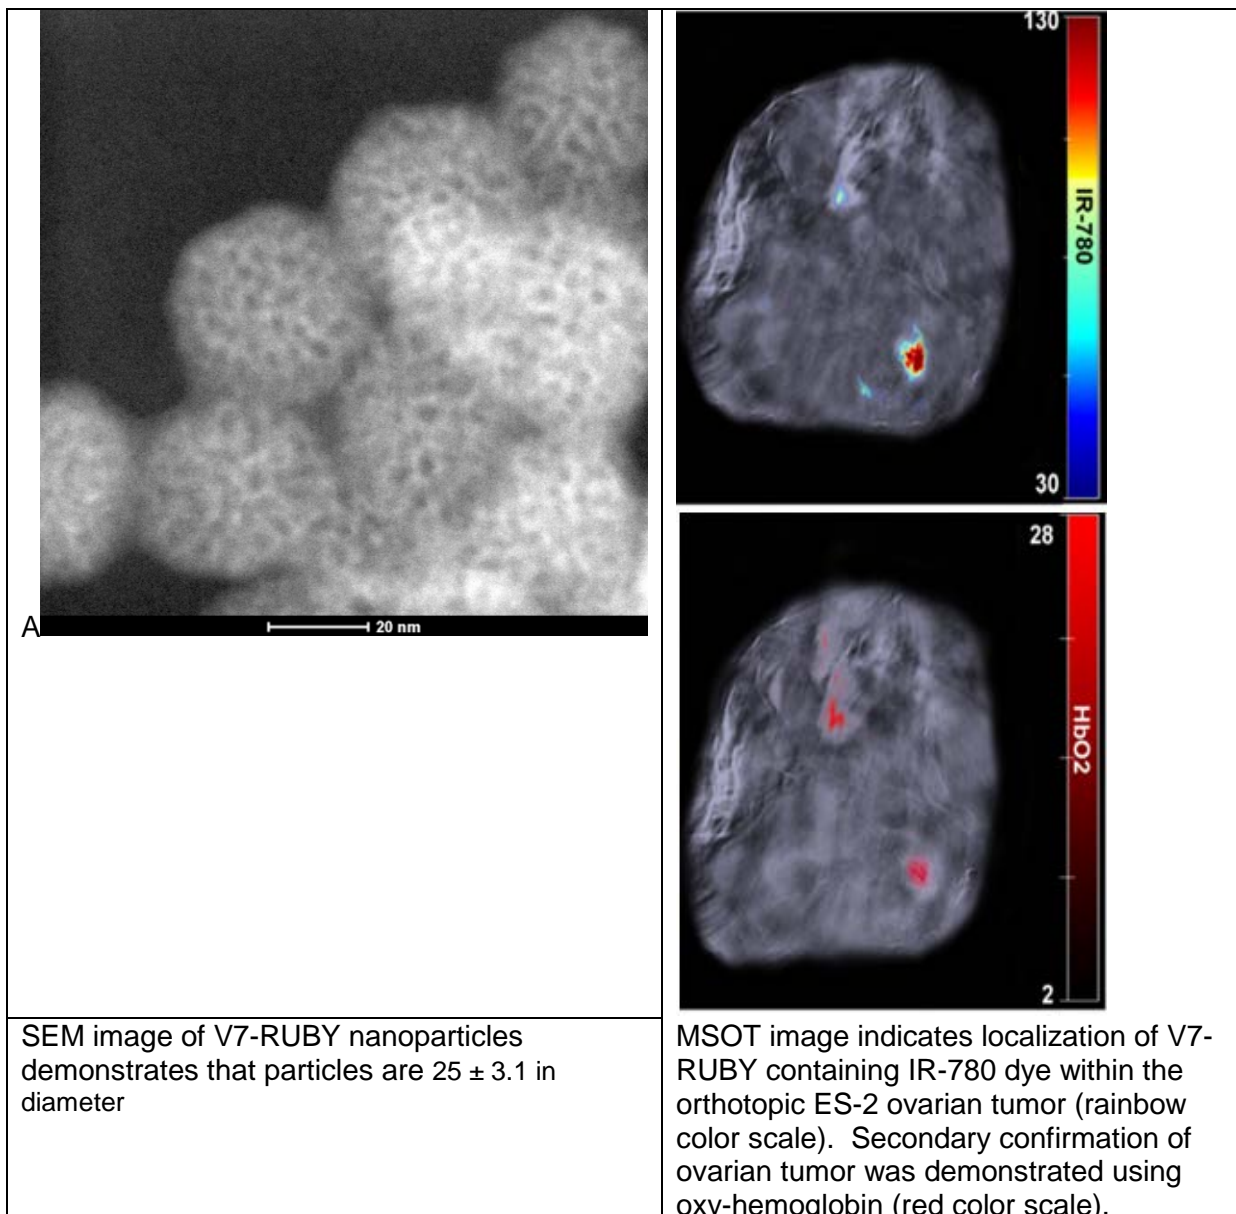 A
20 nm
130
IR-780
30
28
HbO2
2
SEM image of V7-RUBY nanoparticles
demonstrates that particles are 25 ± 3.1 in
diameter
MSOT image indicates localization of V7-
RUBY containing IR-780 dye within the
orthotopic ES-2 ovarian tumor (rainbow
color scale).  Secondary confirmation of
ovarian tumor was demonstrated using
oxy-hemoglobin (red color scale).